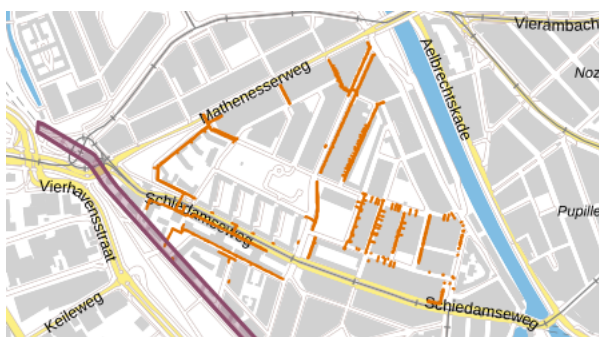 Vierambach
Aelbrechtskade
Noz
Mathenesserweg
Vierhavensstraat
Schiedamseweg
Pupille
Keileweg
Schiedamseweg